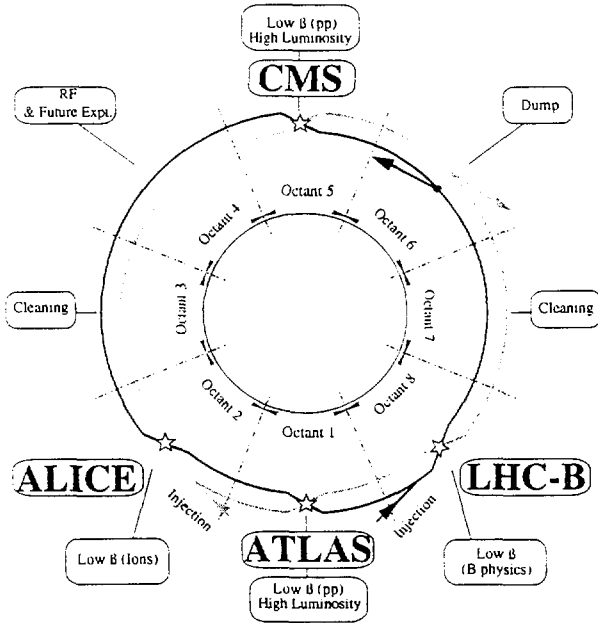 Low ß (pp)
High Luminosity
CMS
RF
& Future Expt.
Dump
Octant 5
Octant 4
Octant 6
Cleaning
Octant 3
Octant 7
Cleaning
Octant 2
Octant 8
Octant 1
ALICE
LHC-B
Injection
Injection
ATLAS
Low ß (Ions)
Low ß
(B physics)
Low ß (pp)
High Luminosity